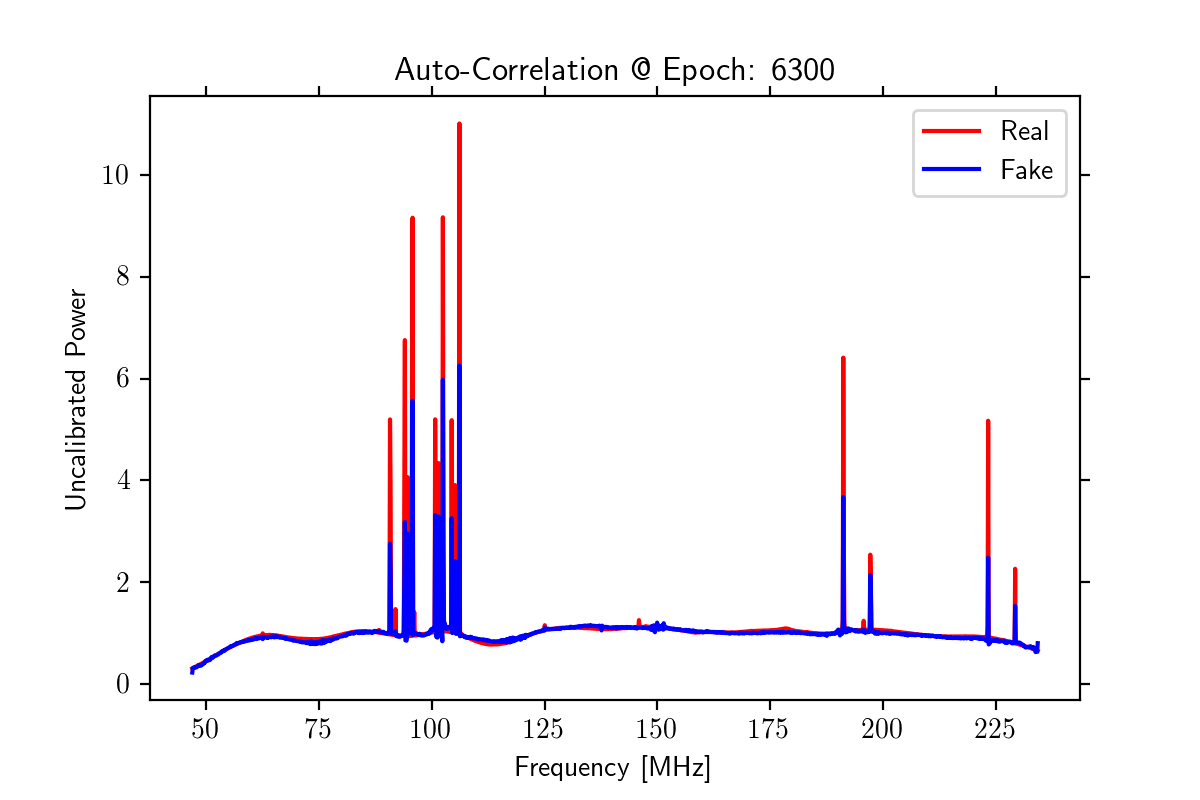 Auto-Correlation @ Epoch: 6300
Real
Fake
Uncalibrated Power
10
8
6
4
2
0
50 75 100 125 150 175 200 225
Frequency [MHz]